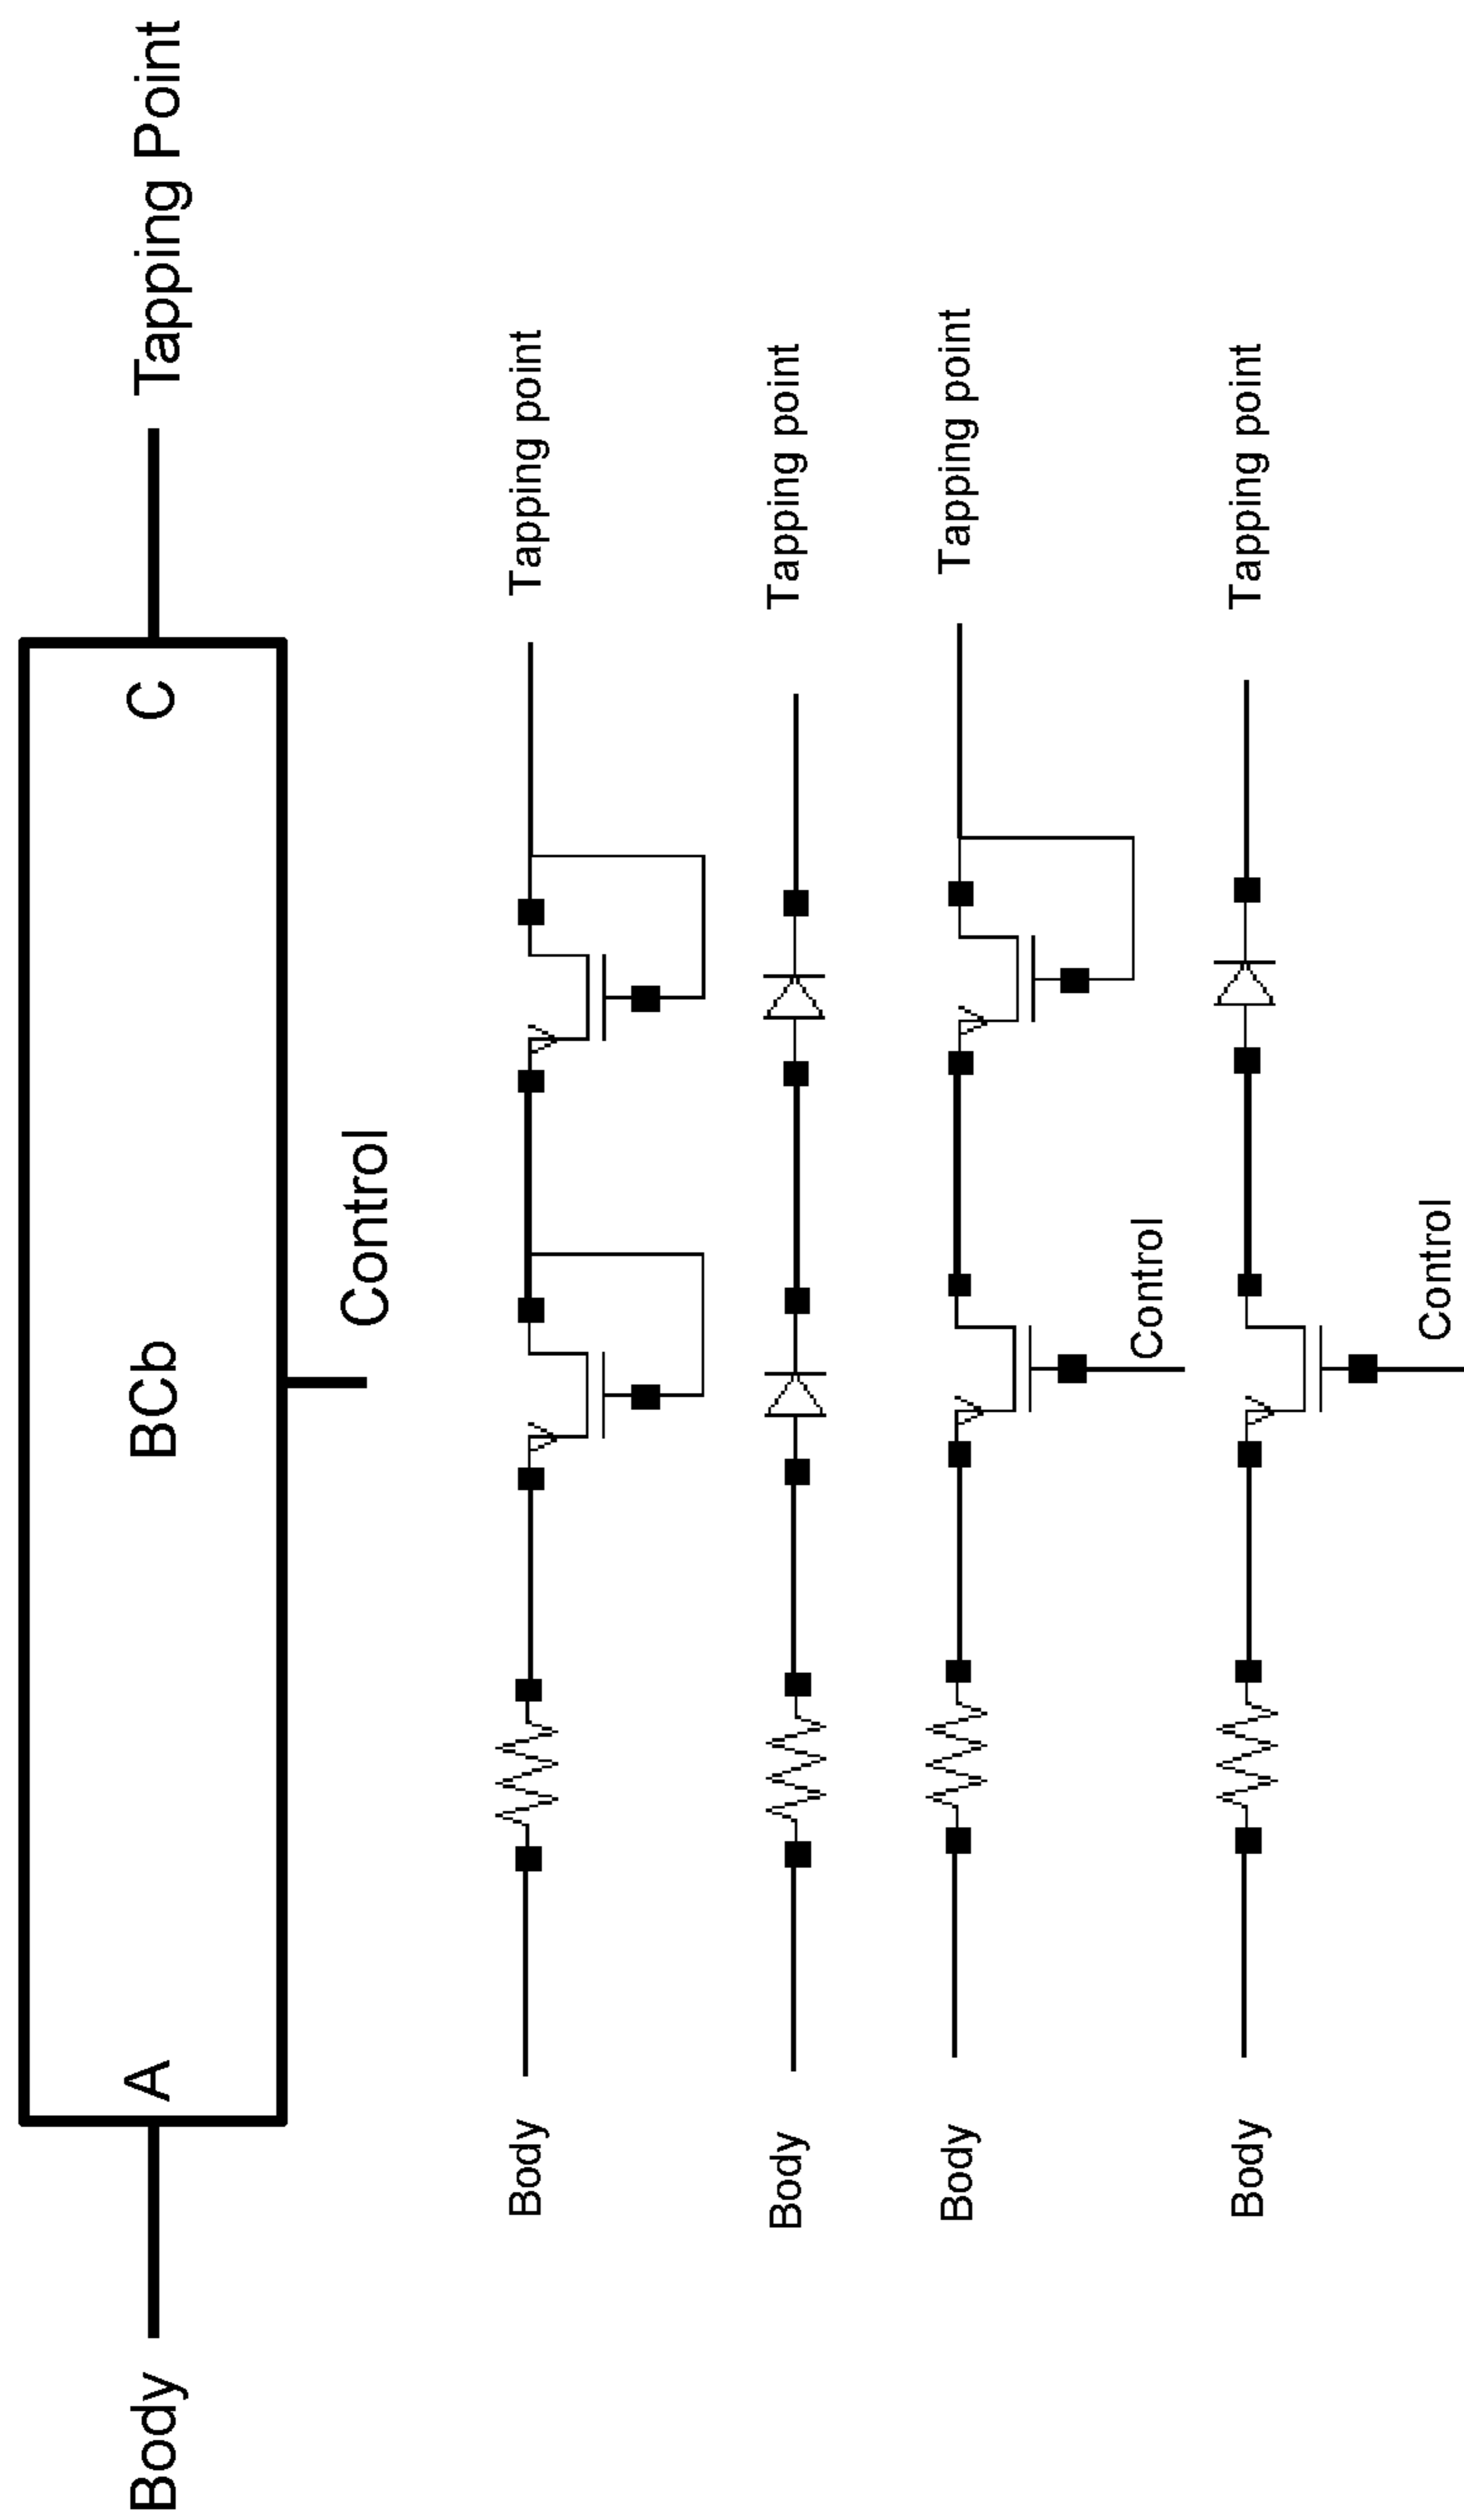 Body
A
BCb
C
Tapping Point
Control
Body
Tapping point
Body
Tapping point
Body
Control
Tapping point
Body
Control
Tapping point